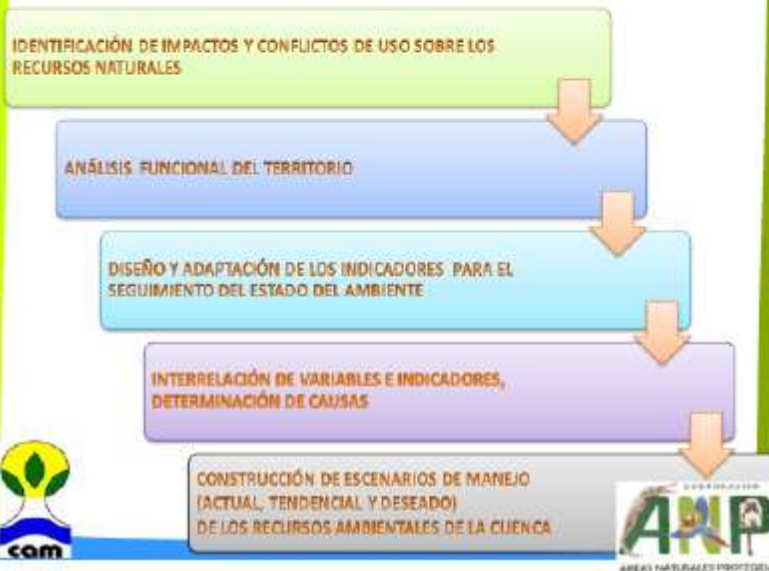 IDENTIFICACIÓN DE IMPACTOS Y CONFLICTOS DE USO SOBRE LOS
RECURSOS NATURALES
ANÁLISIS FUNCIONAL DEL TERRITORIO
DISEÑO Y ADAPTACIÓN DE LOS INDICADORES PARA EL
SEGUIMIENTO DEL ESTADO DEL AMBIENTE
INTERRELACIÓN DE VARIABLES E INDICADORES,
DETERMINACIÓN DE CAUSAS
CONSTRUCCIÓN DE ESCENARIOS DE MANEJO
(ACTUAL, TENDENCIAL Y DESEADO)
DE LOS RECURSOS AMBIENTALES DE LA CUENCA
cam
CORPORACION
ANP
AREAS NATURALES PROTEGIDAS